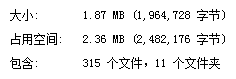 大小: 1.87 MB (1,964,728 字节)
占用空间: 2.36 MB (2,482,176 字节)
包含: 315 个文件，11 个文件夹